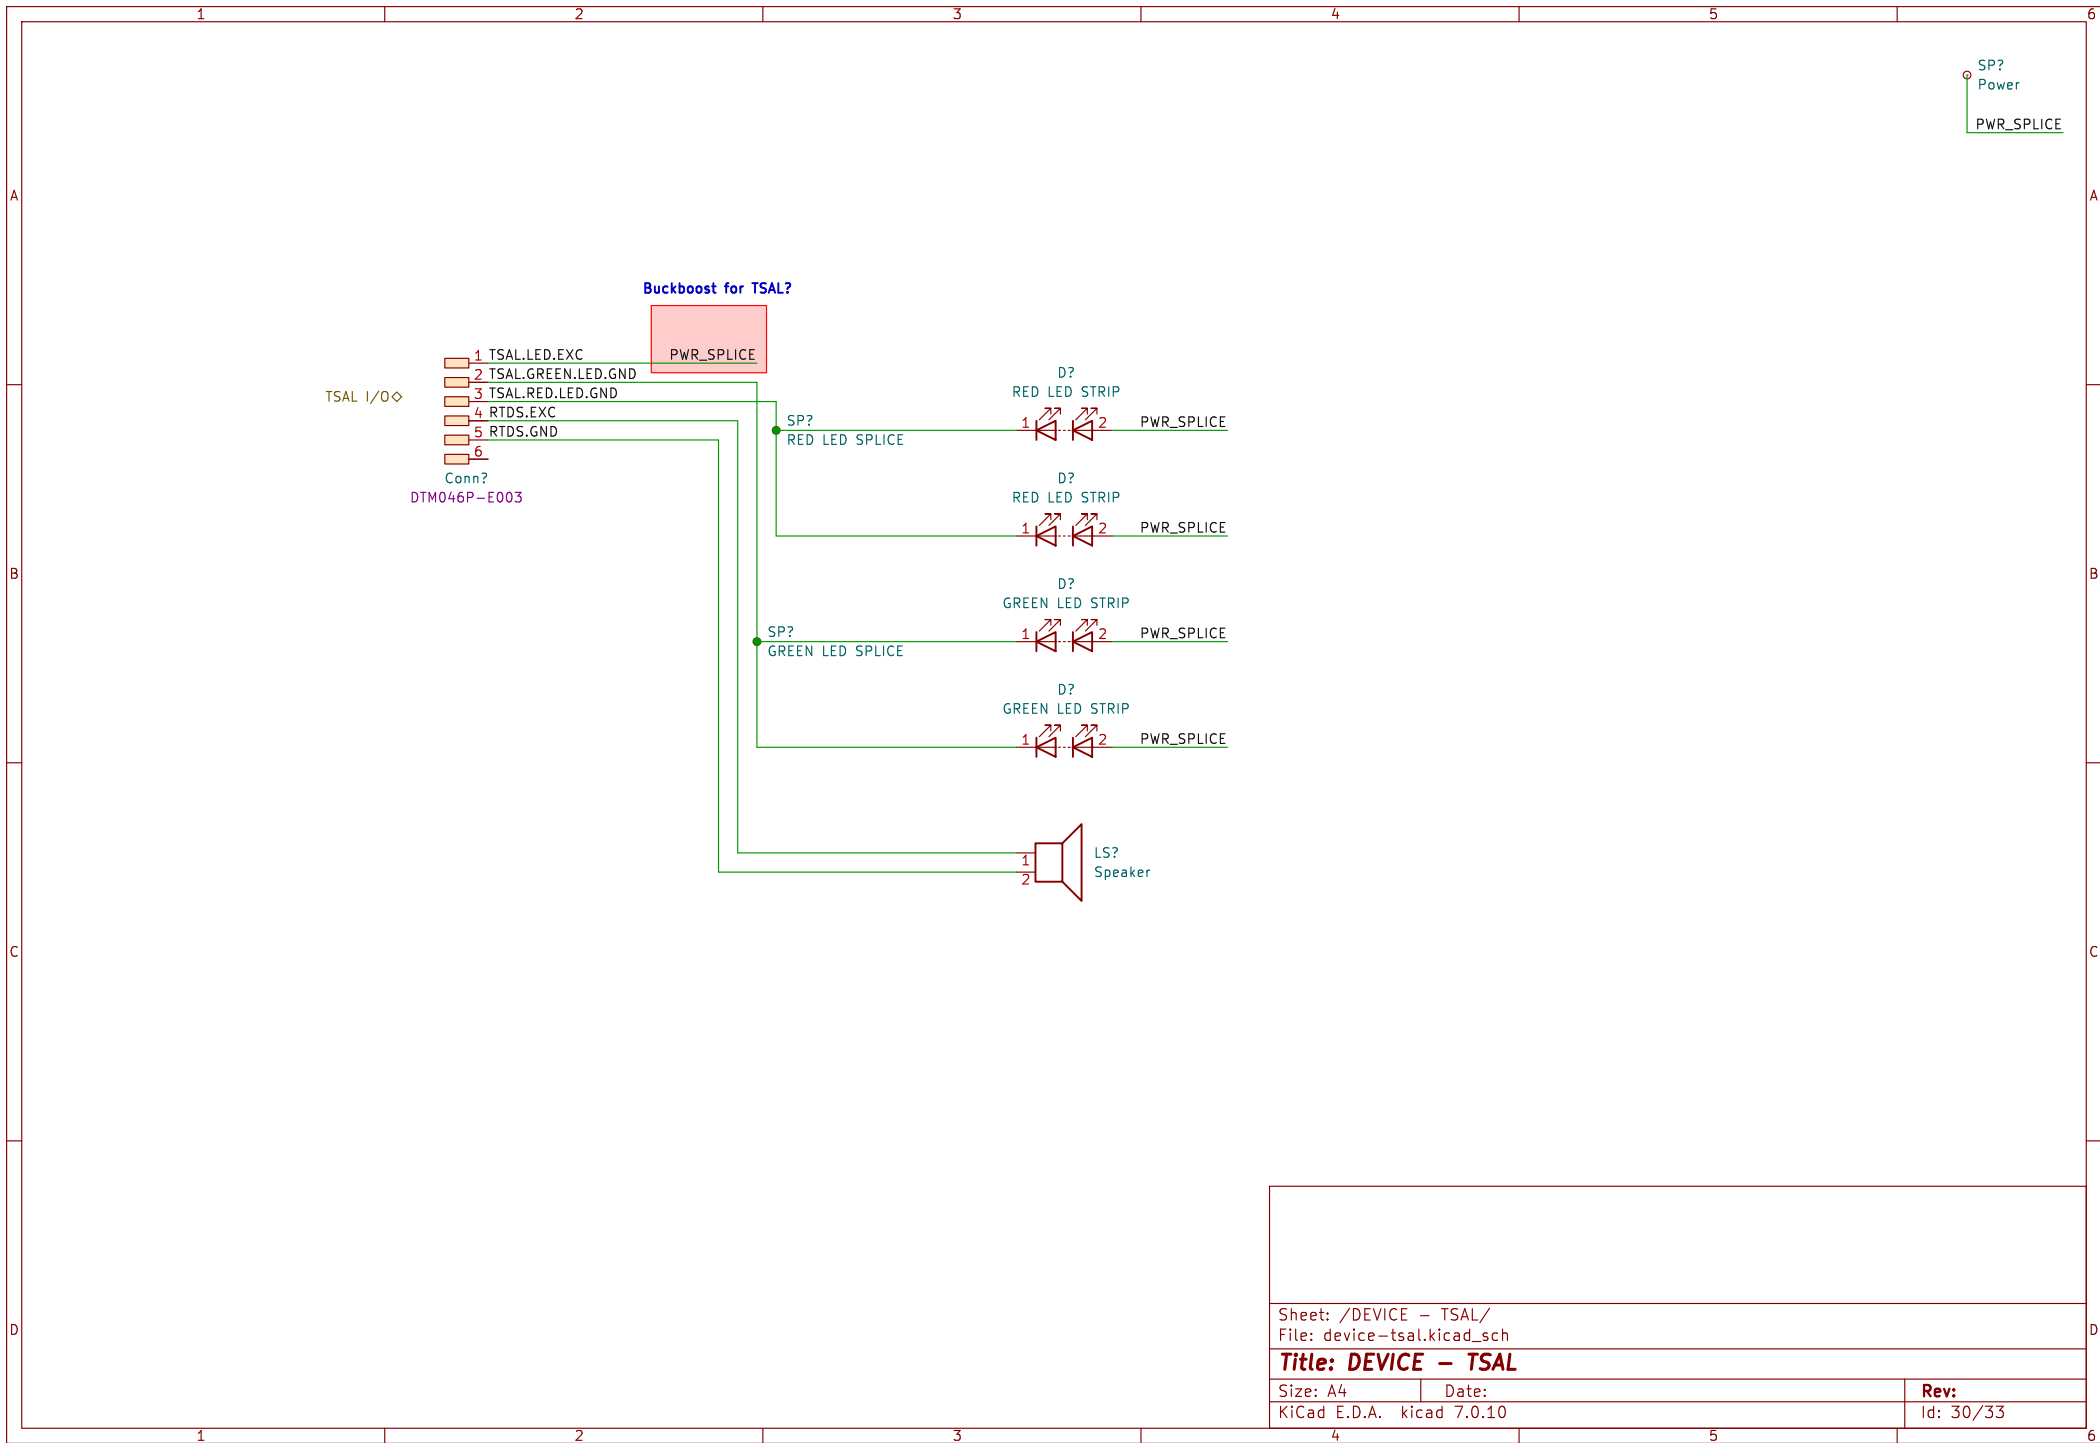 1 2 3 4 5 6
SP?
Power
PWR_SPLICE
A A
Buckboost for TSAL?
1 TSAL.LED.EXC PWR_SPLICE
2 TSAL.GREEN.LED.GND
3 TSAL.RED.LED.GND
4 RTDS.EXC
5 RTDS.GND
6
TSAL I/O
Conn?
DTM046P-E003
D?
RED LED STRIP
1 2 PWR_SPLICE
SP?
RED LED SPLICE
D?
RED LED STRIP
1 2 PWR_SPLICE
B B
D?
GREEN LED STRIP
1 2 PWR_SPLICE
SP?
GREEN LED SPLICE
D?
GREEN LED STRIP
1 2 PWR_SPLICE
1
2
LS?
Speaker
C C
Sheet: /DEVICE - TSAL/
File: device-tsal.kicad_sch
Title: DEVICE - TSAL
Size: A4 Date: Rev:
KiCad E.D.A. kicad 7.0.10 Id: 30/33
D D
1 2 3 4 5 6